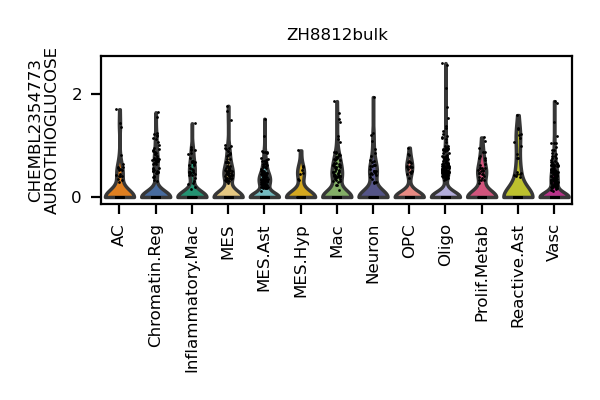 ZH8812bulk
CHEMBL2354773
AUROTHIOGLUCOSE
2
0
AC
Chromatin.Reg
Inflammatory.Mac
MES
MES.Ast
MES.Hyp
Mac
Neuron
OPC
Oligo
Prolif.Metab
Reactive.Ast
Vasc